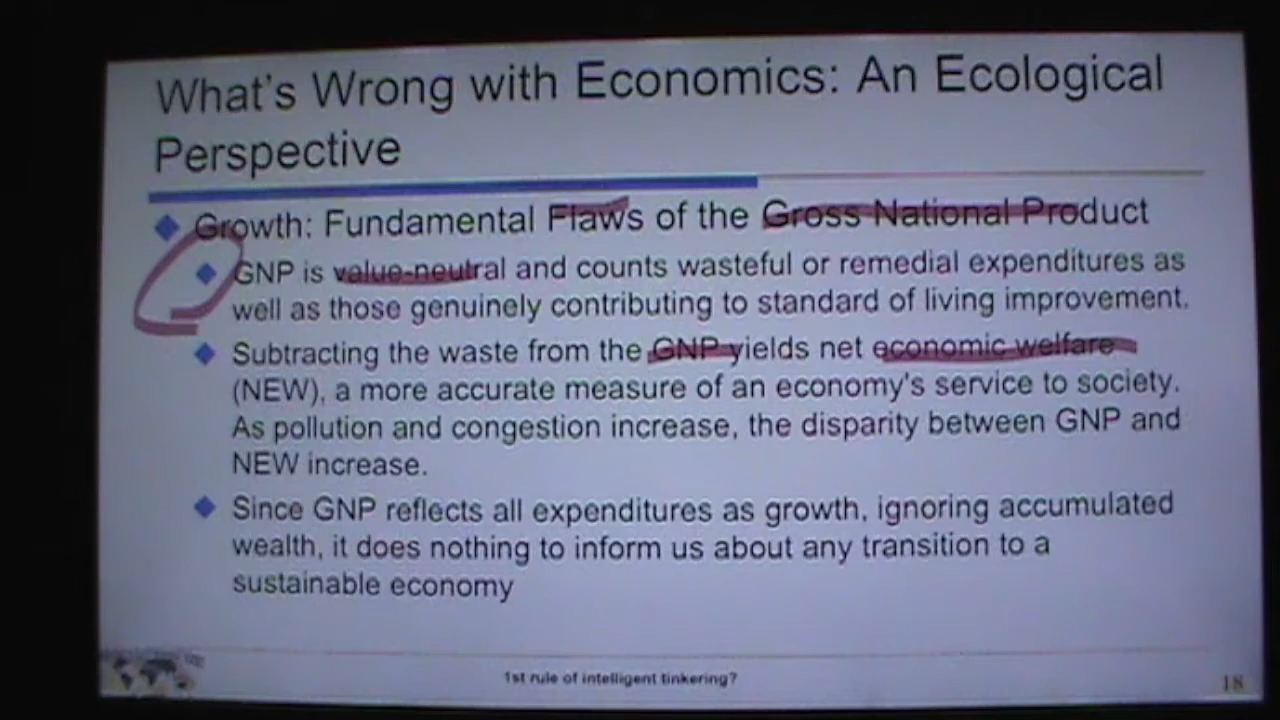 What's Wrong with Economics: An Ecological
Perspective
Growth: Fundamental Flaws of the Gross National Product
GNP is value-neutral and counts wasteful or remedial expenditures as
well as those genuinely contributing to standard of living improvement.
Subtracting the waste from the GNP yields net economic welfare
(NEW), a more accurate measure of an economy's service to society.
As pollution and congestion increase, the disparity between GNP and
NEW increase.
Since GNP reflects all expenditures as growth, ignoring accumulated
wealth, it does nothing to inform us about any transition to a
sustainable economy
1st rule of intelligent tinkering?
18